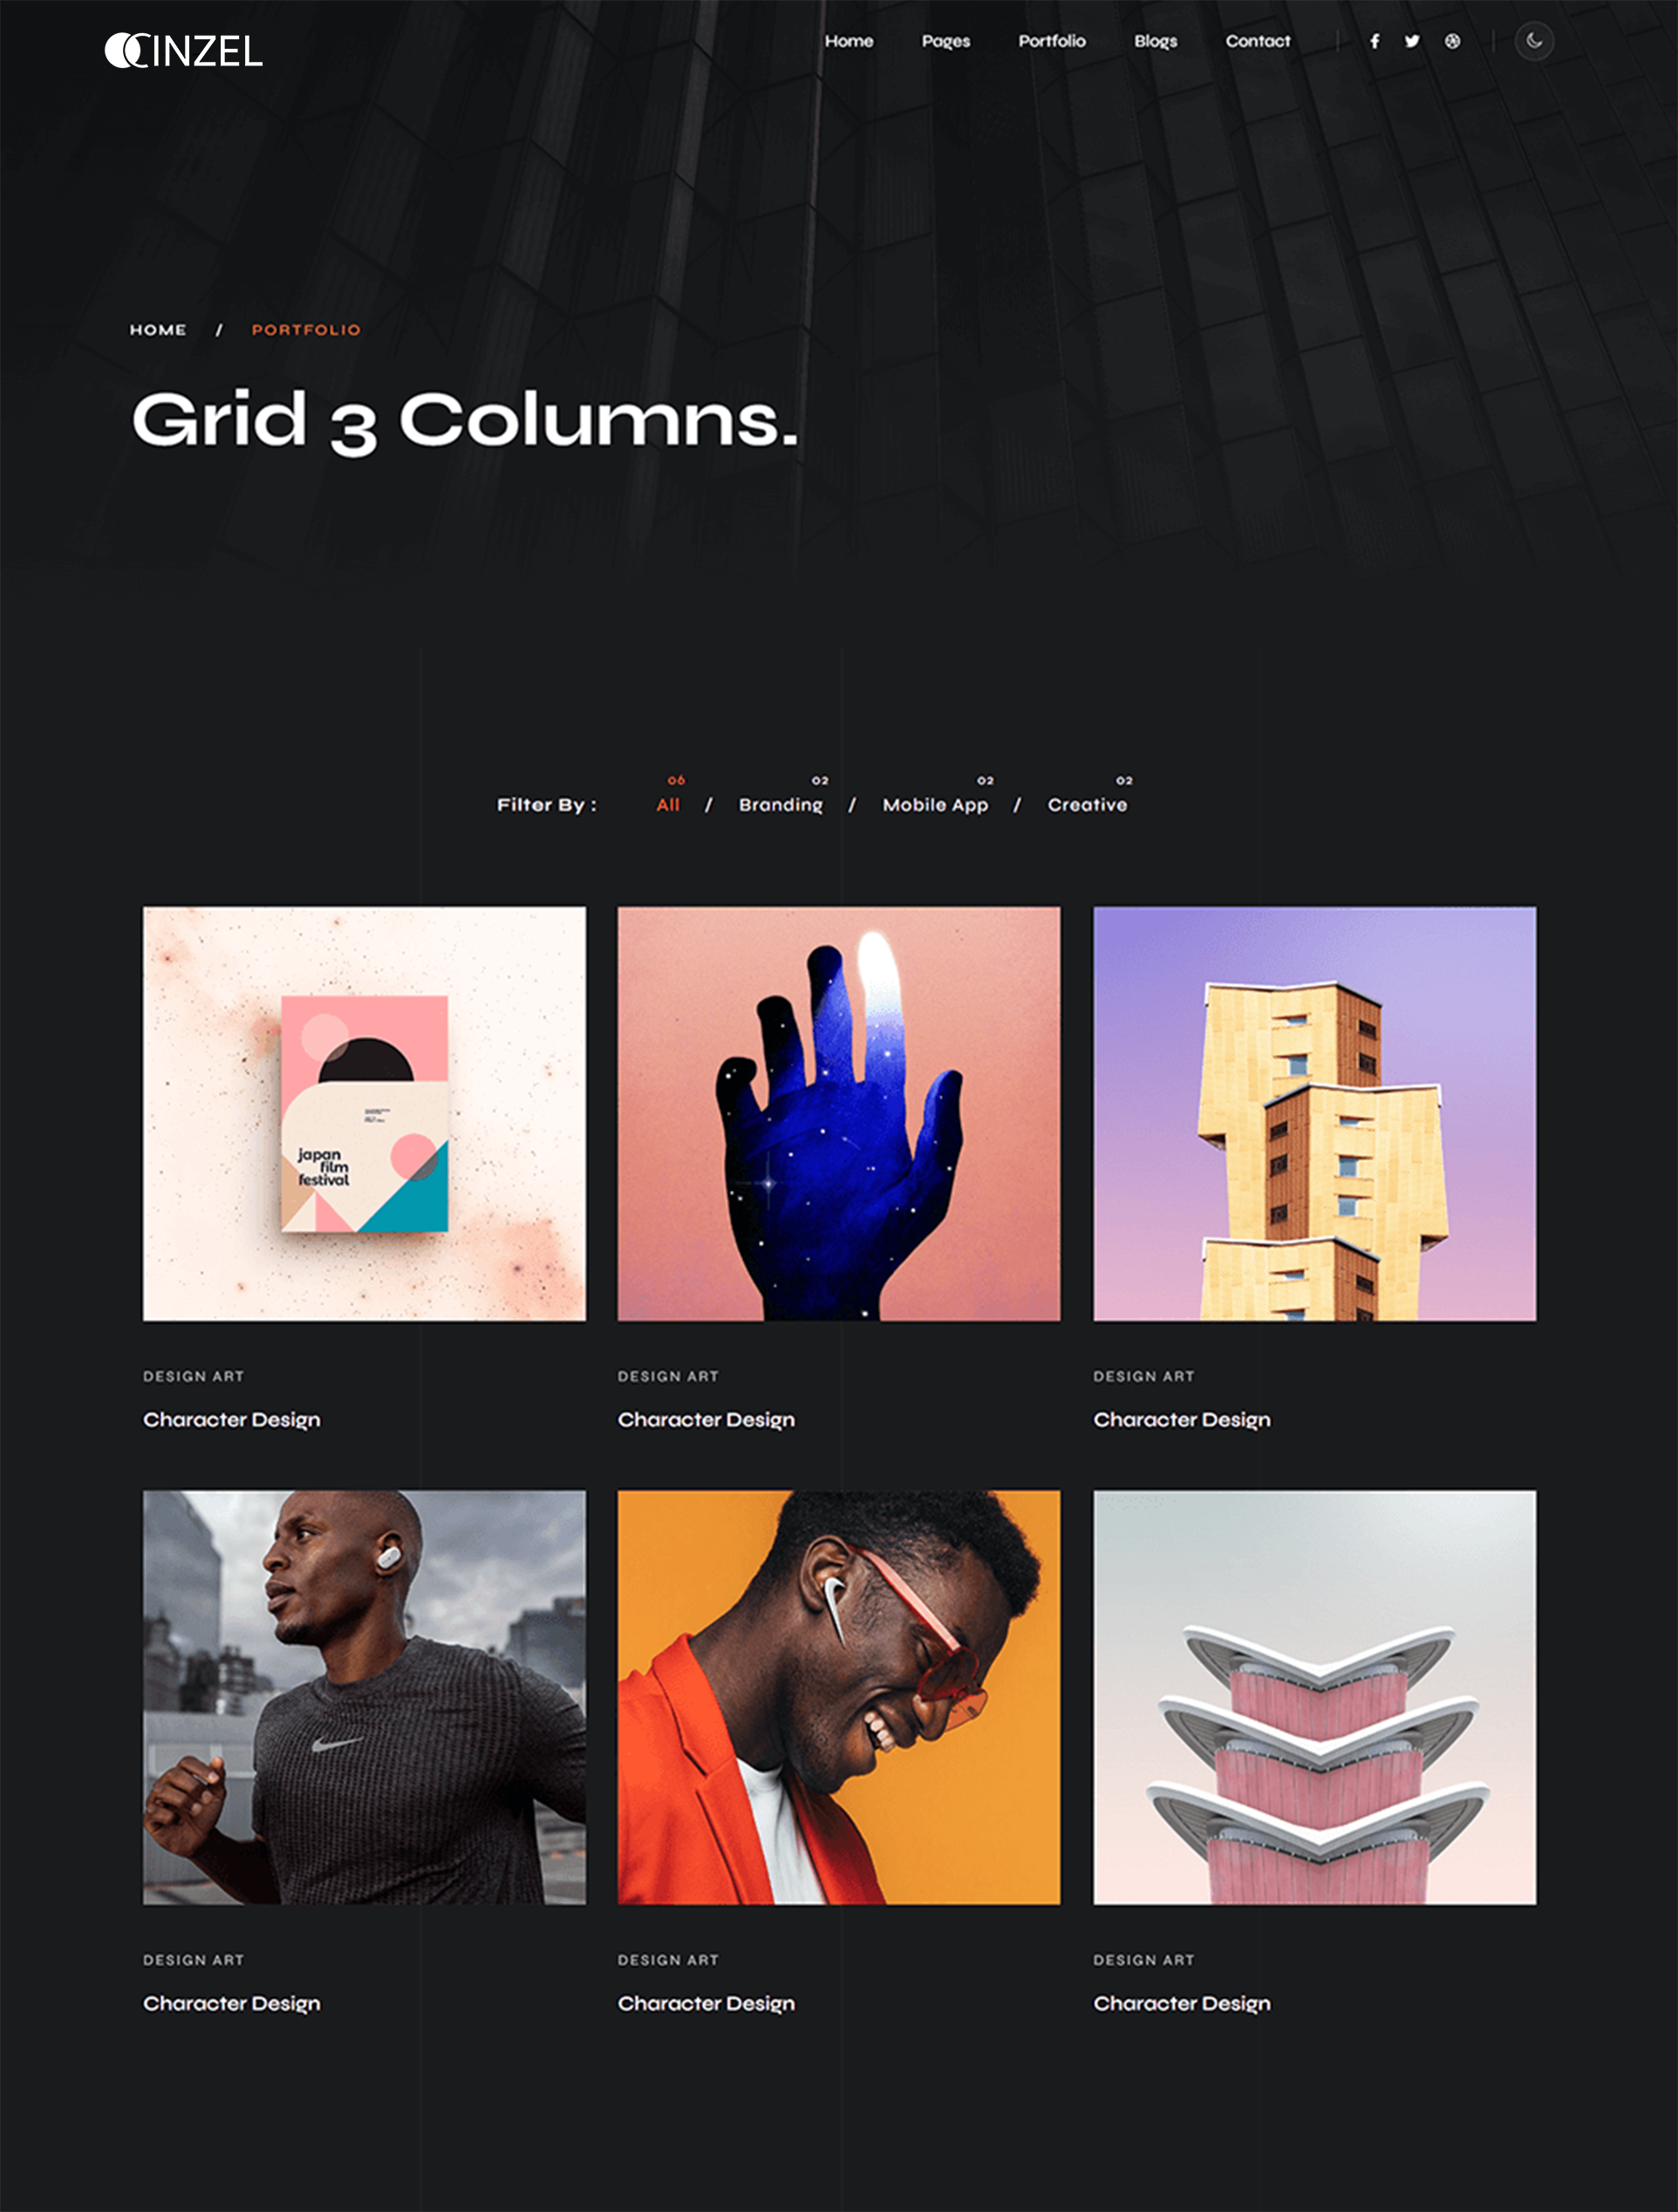 CINZEL
Home Pages Portfolio Blogs Contact
HOME / PORTFOLIO
Grid 3 Columns.
Filter By : All 06 / Branding 02 / Mobile App 02 / Creative 02
japan
film
festival
DESIGN ART
Character Design
DESIGN ART
Character Design
DESIGN ART
Character Design
DESIGN ART
Character Design
DESIGN ART
Character Design
DESIGN ART
Character Design